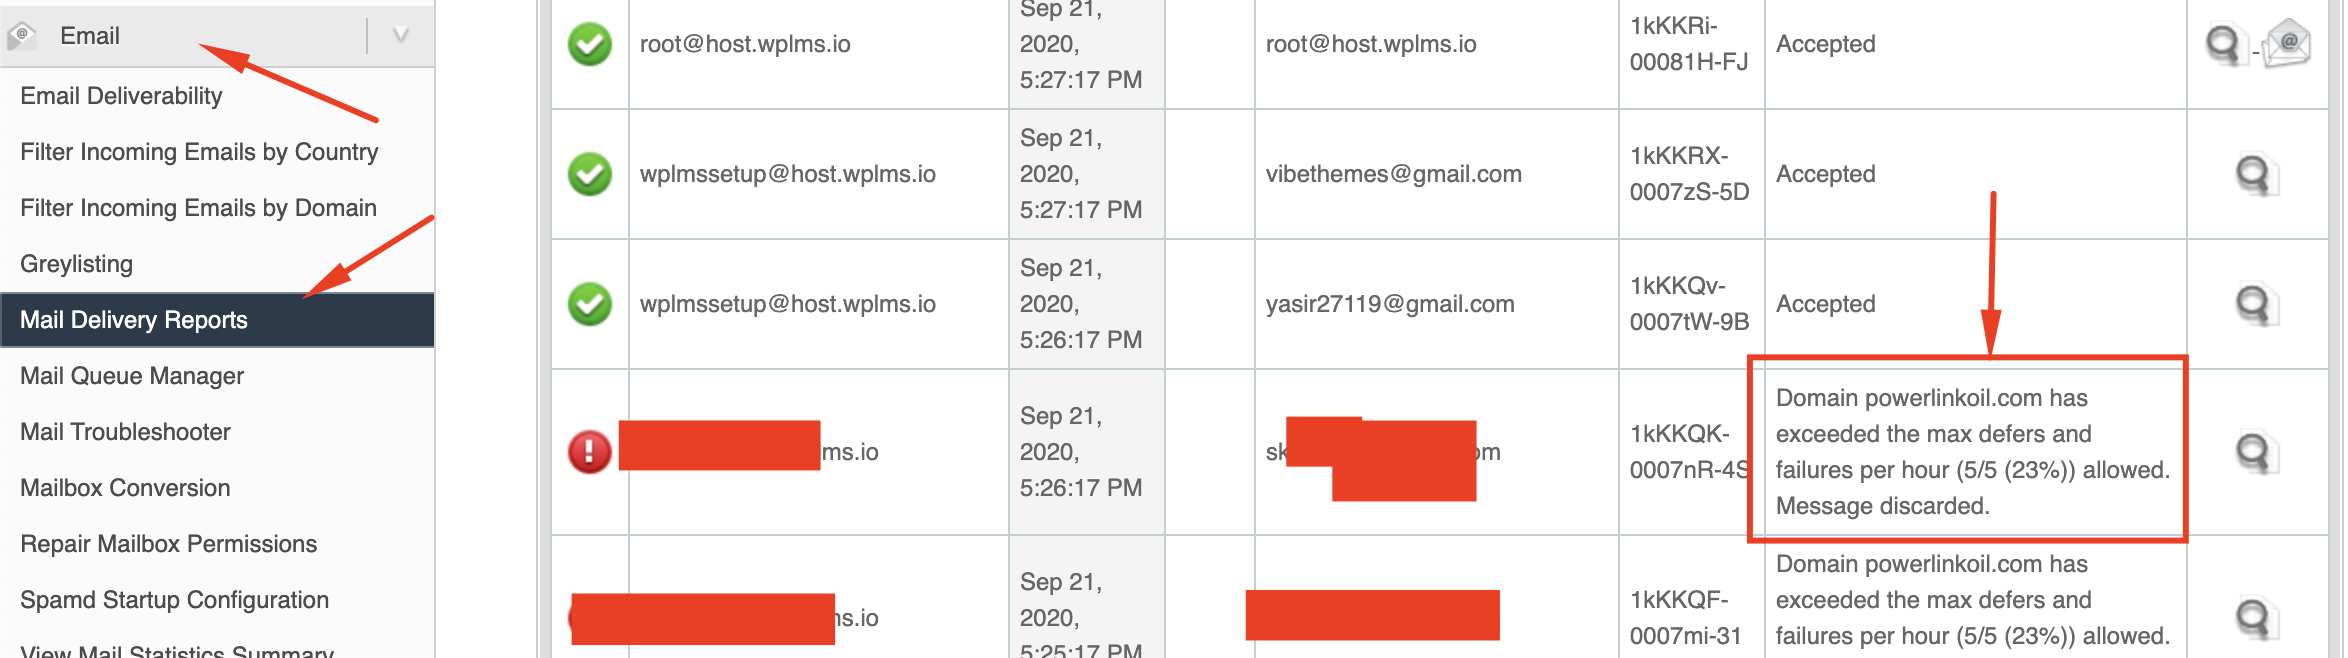 Email
Email Deliverability
Filter Incoming Emails by Country
Filter Incoming Emails by Domain
Greylisting
Mail Delivery Reports
Mail Queue Manager
Mail Troubleshooter
Mailbox Conversion
Repair Mailbox Permissions
Spamd Startup Configuration
View Mail Statistics Summary
root@host.wplms.io
Sep 21,
2020,
5:27:17 PM
root@host.wplms.io
1kKKRi-
00081H-FJ
Accepted
wplmssetup@host.wplms.io
Sep 21,
2020,
5:27:17 PM
vibethemes@gmail.com
1kKKRX-
0007zS-5D
Accepted
wplmssetup@host.wplms.io
Sep 21,
2020,
5:26:17 PM
yasir27119@gmail.com
1kKKQv-
0007tW-9B
Accepted
ms.io
Sep 21,
2020,
5:26:17 PM
sk
om
1kKKQK-
0007nR-4S
Domain powerlinkoil.com has
exceeded the max defers and
failures per hour (5/5 (23%)) allowed.
Message discarded.
ms.io
Sep 21,
2020,
5:25:17 PM
1kKKQF-
0007mi-31
Domain powerlinkoil.com has
exceeded the max defers and
failures per hour (5/5 (23%)) allowed.